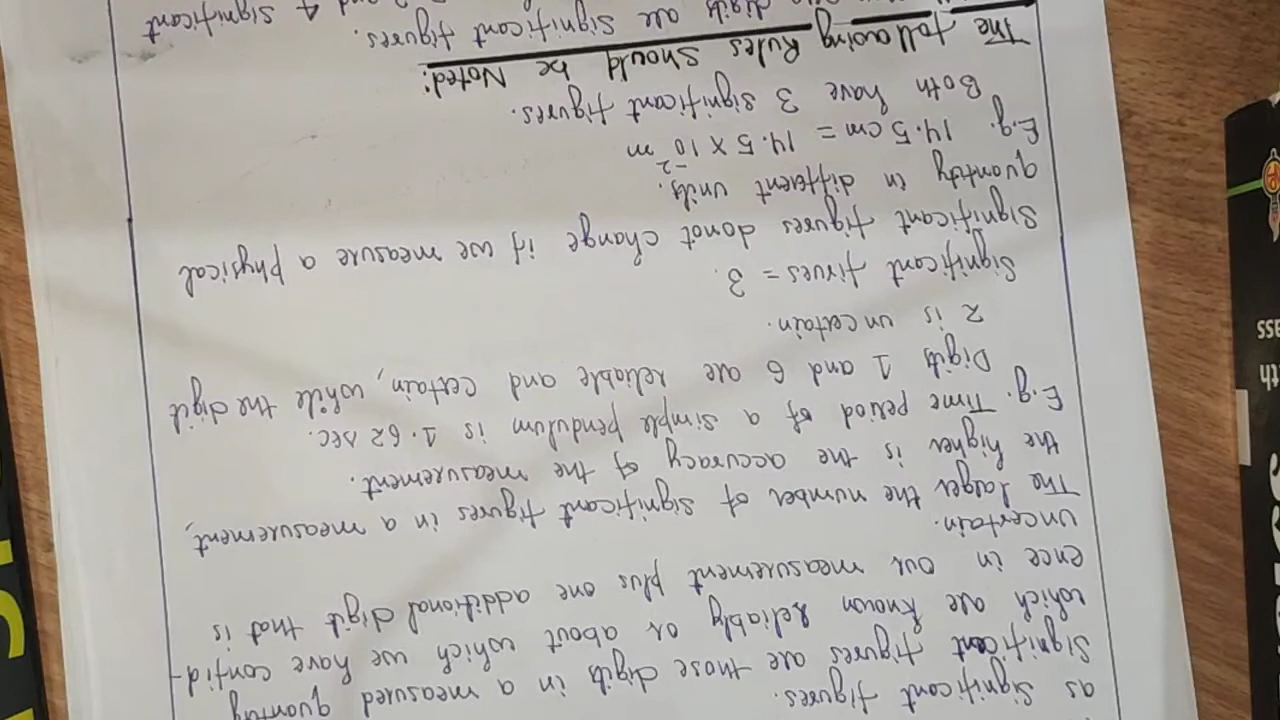 as significant figures.
Significant figures are those digits in a measured quantity
which are known reliably or about which we have confid-
ence in our measurement plus one additional digit that is
uncertain.
The larger the number of significant figures in a measurement,
the higher is the accuracy of the measurement.
E.g. Time period of a simple pendulum is 1.62 sec.
Digits 1 and 6 are reliable and certain, while the digit
2 is uncertain.
Significant firues = 3.
Significant figures donot change if we measure a physical
quantity in different units.
E.g. 14.5 cm = 14.5 × 10⁻² m
Both have 3 significant figures.
The following Rules should be Noted:
digits are significant figures.
and 4 significant